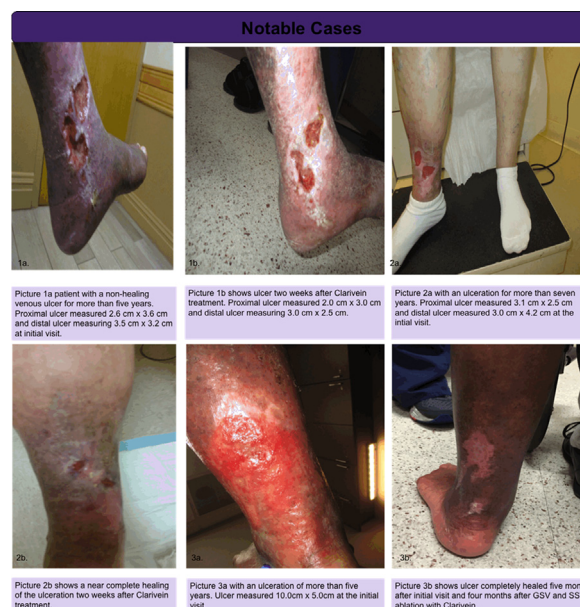 Notable Cases
1a.
1b.
2a.
Picture 1a patient with a non-healing
venous ulcer for more than five years.
Proximal ulcer measured 2.6 cm x 3.6 cm
and distal ulcer measuring 3.5 cm x 3.2 cm
at initial visit.
Picture 1b shows ulcer two weeks after Clarivein
treatment. Proximal ulcer measured 2.0 cm x 3.0 cm
and distal ulcer measuring 3.0 cm x 2.5 cm.
Picture 2a with an ulceration for more than seven
years. Proximal ulcer measured 3.1 cm x 2.5 cm
and distal ulcer measured 3.0 cm x 4.2 cm at the
intial visit.
2b.
3a.
3b.
Picture 2b shows a near complete healing
of the ulceration two weeks after Clarivein
treatment
Picture 3a with an ulceration of more than five
years. Ulcer measured 10.0cm x 5.0cm at the initial
visit
Picture 3b shows ulcer completely healed five
after initial visit and four months after GSV and
ablation with Clarivein